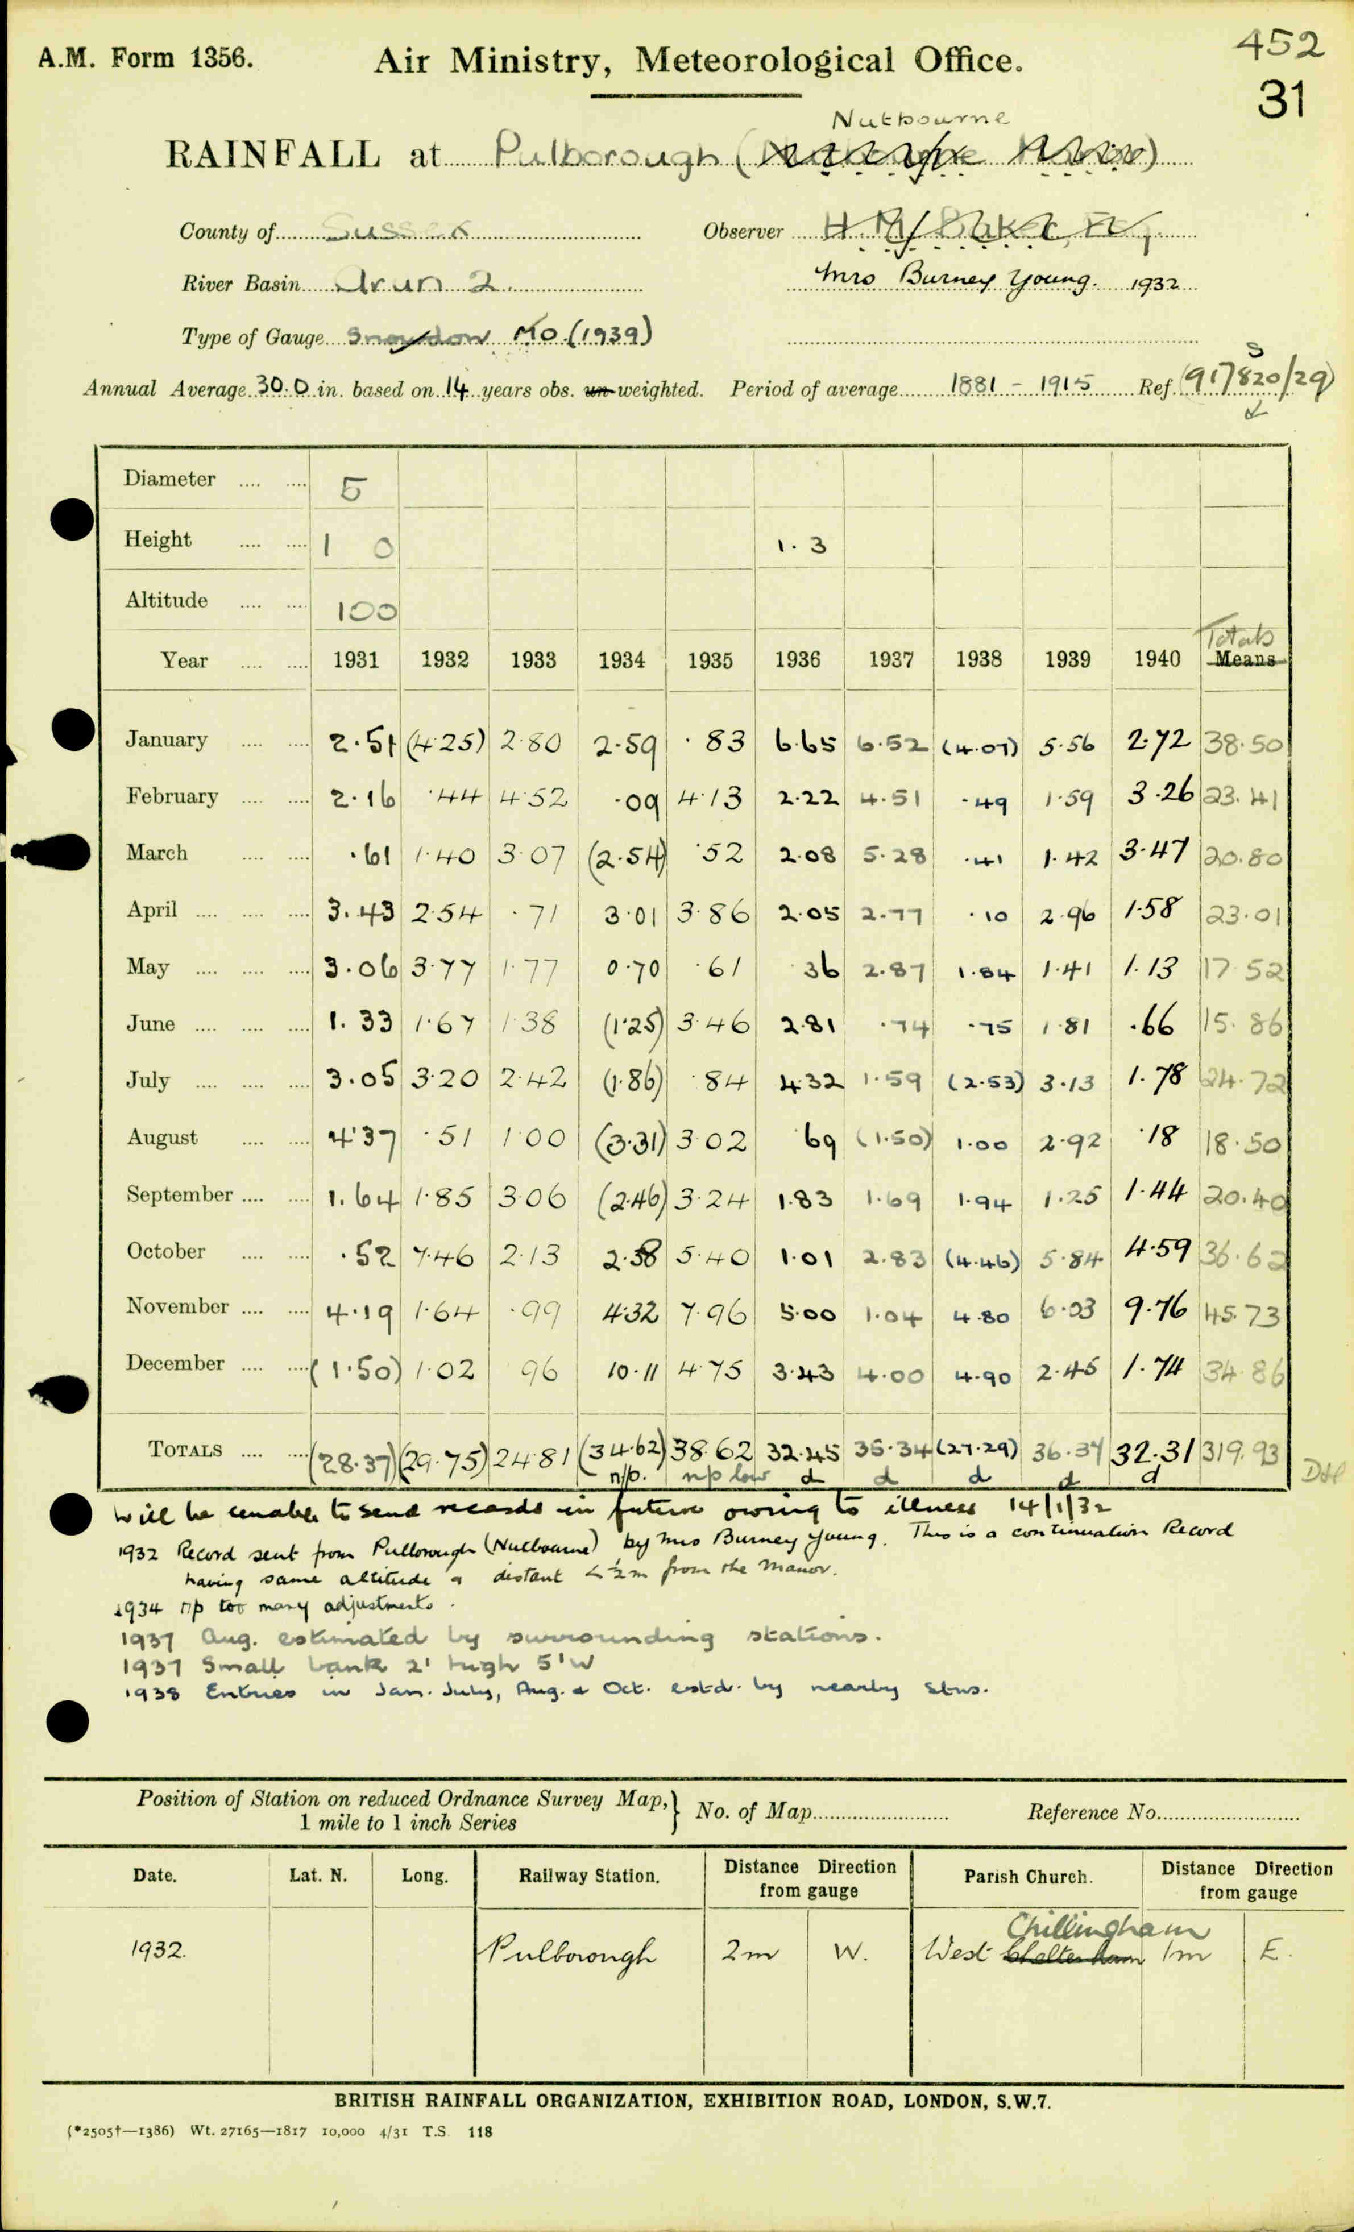 452
A.M. Form 1356. Air Ministry, Meteorological Office.
31
Nutbourne
RAINFALL at Pulborough ( )
County of Sussex Observer H. M. Baker, Esq.
River Basin Arun 2. Mrs Burney Young. 1932
Type of Gauge Snowdon MO (1939)
Annual Average 30.0 in. based on 14 years obs. un-weighted. Period of average 1881 - 1915 Ref (917820/29)
S
Diameter 5
Height 1 0 1.3
Altitude 100
Totals
Year 1931 1932 1933 1934 1935 1936 1937 1938 1939 1940 Means
January 2.51 (4.25) 2.80 2.59 .83 6.65 6.52 (4.07) 5.56 2.72 38.50
February 2.16 .44 4.52 .09 4.13 2.22 4.51 .49 1.59 3.26 23.41
March .61 1.40 3.07 (2.54) .52 2.08 5.28 .41 1.42 3.47 20.80
April 3.43 2.54 .71 3.01 3.86 2.05 2.77 .10 2.96 1.58 23.01
May 3.06 3.77 1.77 0.70 .61 .36 2.87 1.84 1.41 1.13 17.52
June 1.33 1.67 1.38 (1.25) 3.46 2.81 .74 .75 1.81 .66 15.86
July 3.05 3.20 2.42 (1.86) .84 4.32 1.59 (2.53) 3.13 1.78 24.72
August 4.37 .51 1.00 (3.31) 3.02 .69 (1.50) 1.00 2.92 .18 18.50
September 1.64 1.85 3.06 (2.46) 3.24 1.83 1.69 1.94 1.25 1.44 20.40
October .52 7.46 2.13 2.38 5.40 1.01 2.83 (4.46) 5.84 4.59 36.62
November 4.19 1.64 .99 4.32 7.96 5.00 1.04 4.80 6.03 9.76 45.73
December (1.50) 1.02 96 10.11 4.75 3.43 4.00 4.90 2.45 1.74 34.86
TOTALS (28.37) (29.75) 24.81 (34.62) 38.62 32.45 35.34 (27.29) 36.37 32.31 319.93
n/p. np low d d d d d
Will be unable to send records in future owing to illness 14/1/32
1932 Record sent from Pulborough (Nutbourne) by Mrs Burney Young. This is a continuation Record
having same altitude & distant < ½m from the Manor.
1934 np too many adjustments.
1937 Aug. estimated by surrounding stations.
1937 Small bank 2' high 5' W
1938 Entries in Jan. July, Aug. & Oct. estd. by nearby stns.
Position of Station on reduced Ordnance Survey Map, } No. of Map Reference No.
1 mile to 1 inch Series
Date. Lat. N. Long. Railway Station. Distance Direction from gauge Parish Church. Distance Direction from gauge
Chillingham
1932. Pulborough 2m W. West Cheltenham 1m E.
BRITISH RAINFALL ORGANIZATION, EXHIBITION ROAD, LONDON, S.W.7.
(*2505†—1386) Wt. 27165—1817 10,000 4/31 T.S. 118